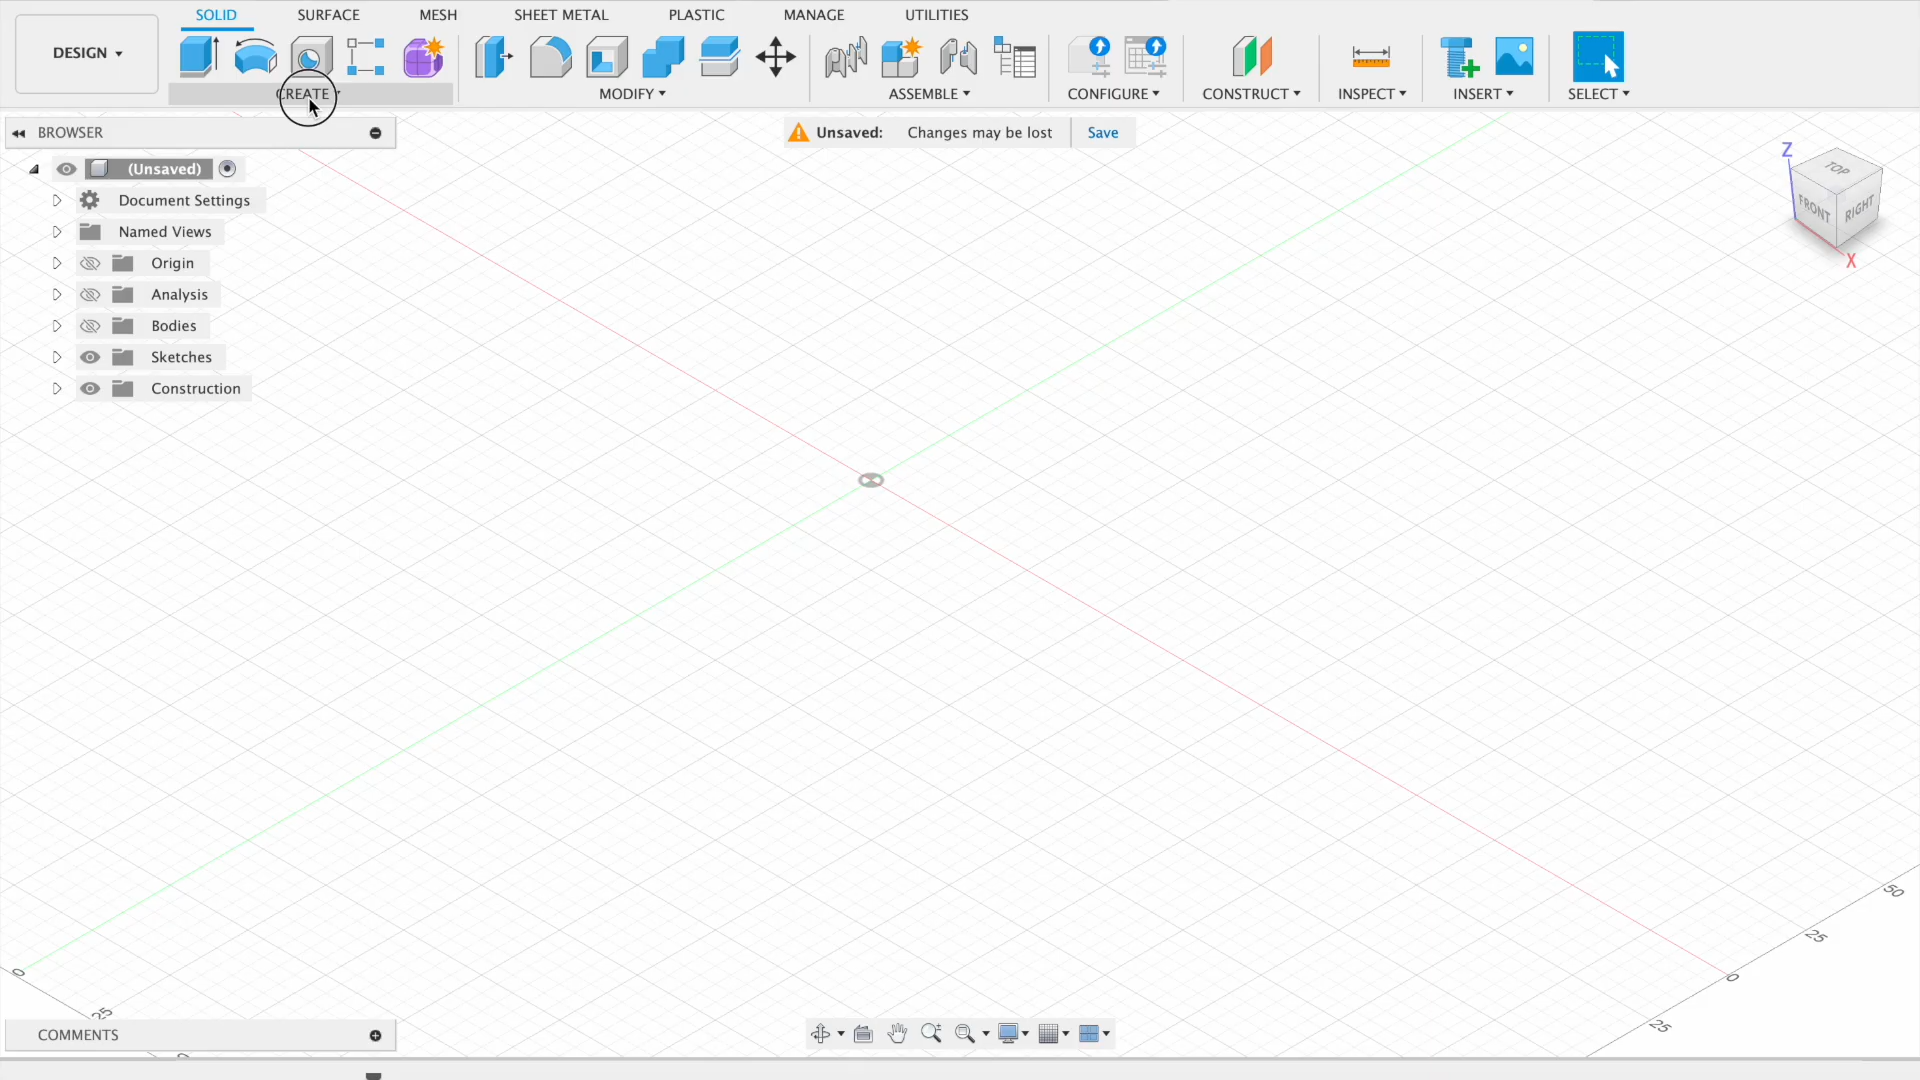 SOLID SURFACE MESH SHEET METAL PLASTIC MANAGE UTILITIES
DESIGN
CREATE MODIFY ASSEMBLE CONFIGURE CONSTRUCT INSPECT INSERT SELECT
BROWSER
Unsaved: Changes may be lost Save
(Unsaved)
Document Settings
Named Views
Origin
Analysis
Bodies
Sketches
Construction
Z
TOP
FRONT RIGHT
X
50
25
0
25
0
25
COMMENTS